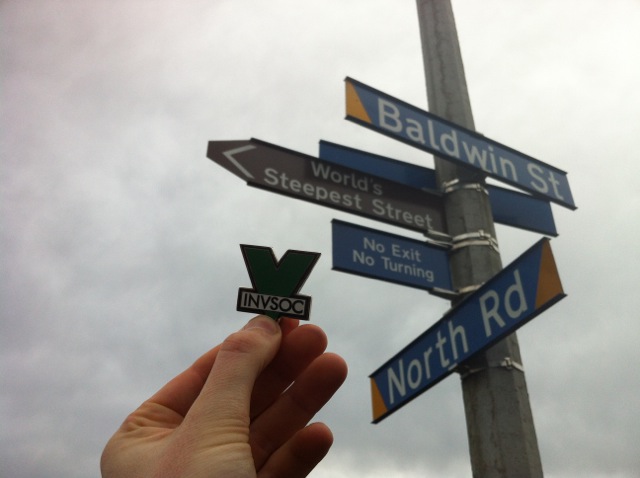 Baldwin St
World's
Steepest Street
No Exit
No Turning
North Rd
INVSOC